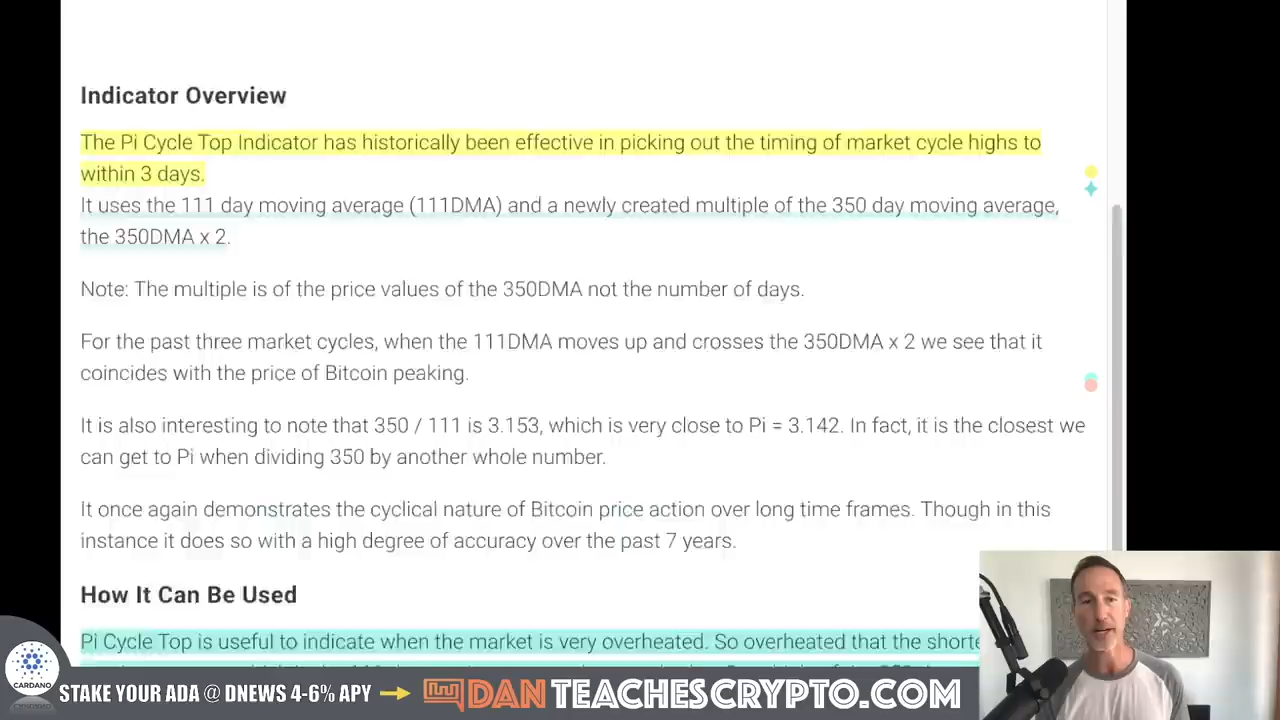 Indicator Overview
The Pi Cycle Top Indicator has historically been effective in picking out the timing of market cycle highs to
within 3 days.
It uses the 111 day moving average (111DMA) and a newly created multiple of the 350 day moving average,
the 350DMA x 2.
Note: The multiple is of the price values of the 350DMA not the number of days.
For the past three market cycles, when the 111DMA moves up and crosses the 350DMA x 2 we see that it
coincides with the price of Bitcoin peaking.
It is also interesting to note that 350 / 111 is 3.153, which is very close to Pi = 3.142. In fact, it is the closest we
can get to Pi when dividing 350 by another whole number.
It once again demonstrates the cyclical nature of Bitcoin price action over long time frames. Though in this
instance it does so with a high degree of accuracy over the past 7 years.
How It Can Be Used
Pi Cycle Top is useful to indicate when the market is very overheated. So overheated that the shorte
CARDANO
STAKE YOUR ADA @ DNEWS 4-6% APY
DANTEACHESCRYPTO.COM